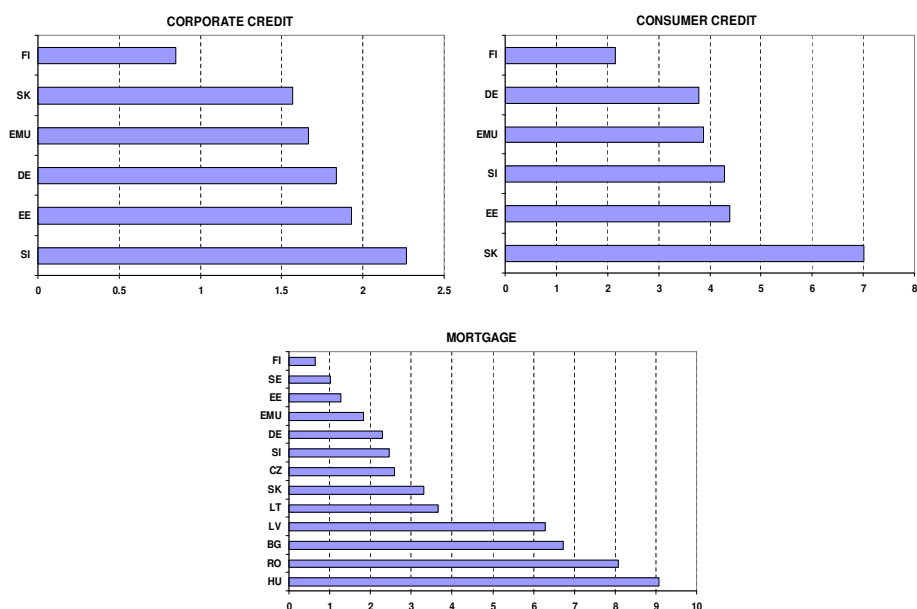 CORPORATE CREDIT
FI
SK
EMU
DE
EE
SI
0 0.5 1 1.5 2 2.5
CONSUMER CREDIT
FI
DE
EMU
SI
EE
SK
0 1 2 3 4 5 6 7 8
MORTGAGE
FI
SE
EE
EMU
DE
SI
CZ
SK
LT
LV
BG
RO
HU
0 1 2 3 4 5 6 7 8 9 10